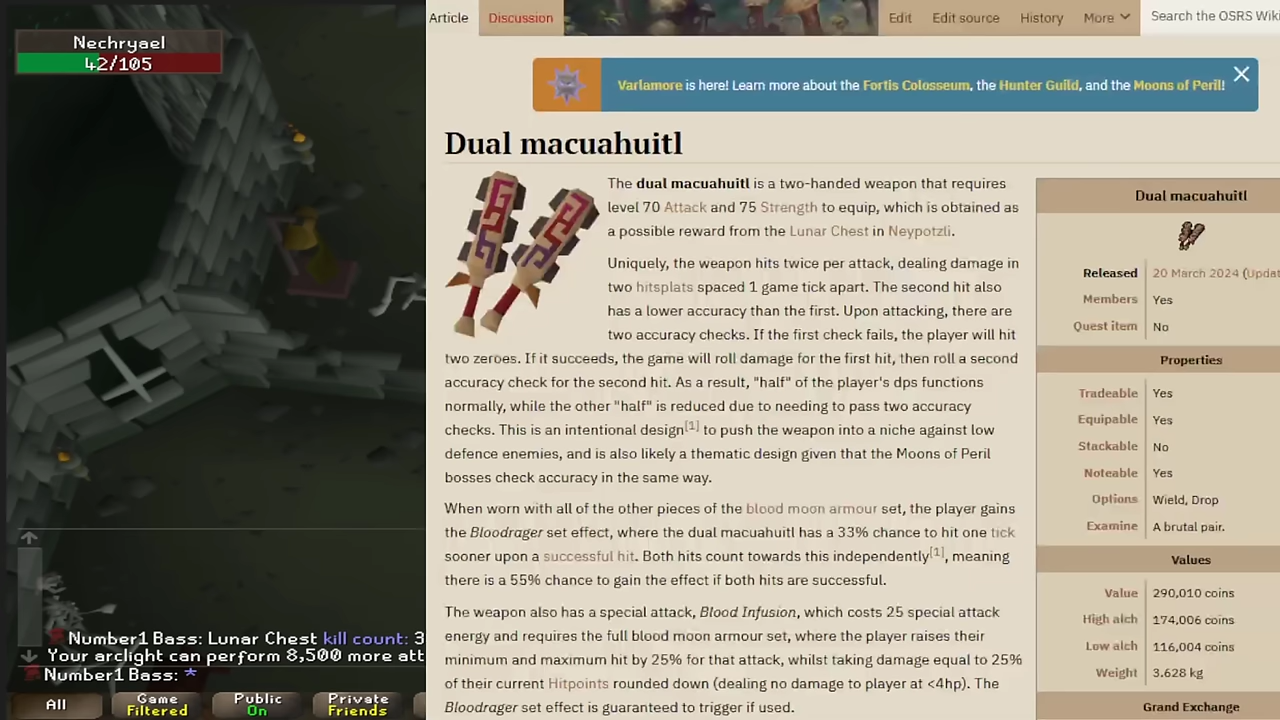 Nechryael
42/105
Number1 Bass: Lunar Chest kill count: 3
Your arclight can perform 8,500 more att
Number1 Bass: *
All
Game
Filtered
Public
On
Private
Friends
Article
Discussion
Edit
Edit source
History
More
Search the OSRS Wiki
Varlamore is here! Learn more about the Fortis Colosseum, the Hunter Guild, and the Moons of Peril!
Dual macuahuitl
The dual macuahuitl is a two-handed weapon that requires
level 70 Attack and 75 Strength to equip, which is obtained as
a possible reward from the Lunar Chest in Neypotzli.
Uniquely, the weapon hits twice per attack, dealing damage in
two hitsplats spaced 1 game tick apart. The second hit also
has a lower accuracy than the first. Upon attacking, there are
two accuracy checks. If the first check fails, the player will hit
two zeroes. If it succeeds, the game will roll damage for the first hit, then roll a second
accuracy check for the second hit. As a result, "half" of the player's dps functions
normally, while the other "half" is reduced due to needing to pass two accuracy
checks. This is an intentional design[1] to push the weapon into a niche against low
defence enemies, and is also likely a thematic design given that the Moons of Peril
bosses check accuracy in the same way.
When worn with all of the other pieces of the blood moon armour set, the player gains
the Bloodrager set effect, where the dual macuahuitl has a 33% chance to hit one tick
sooner upon a successful hit. Both hits count towards this independently[1], meaning
there is a 55% chance to gain the effect if both hits are successful.
The weapon also has a special attack, Blood Infusion, which costs 25 special attack
energy and requires the full blood moon armour set, where the player raises their
minimum and maximum hit by 25% for that attack, whilst taking damage equal to 25%
of their current Hitpoints rounded down (dealing no damage to player at <4hp). The
Bloodrager set effect is guaranteed to trigger if used.
Dual macuahuitl
Released 20 March 2024 (Updat
Members Yes
Quest item No
Properties
Tradeable Yes
Equipable Yes
Stackable No
Noteable Yes
Options Wield, Drop
Examine A brutal pair.
Values
Value 290,010 coins
High alch 174,006 coins
Low alch 116,004 coins
Weight 3.628 kg
Grand Exchange